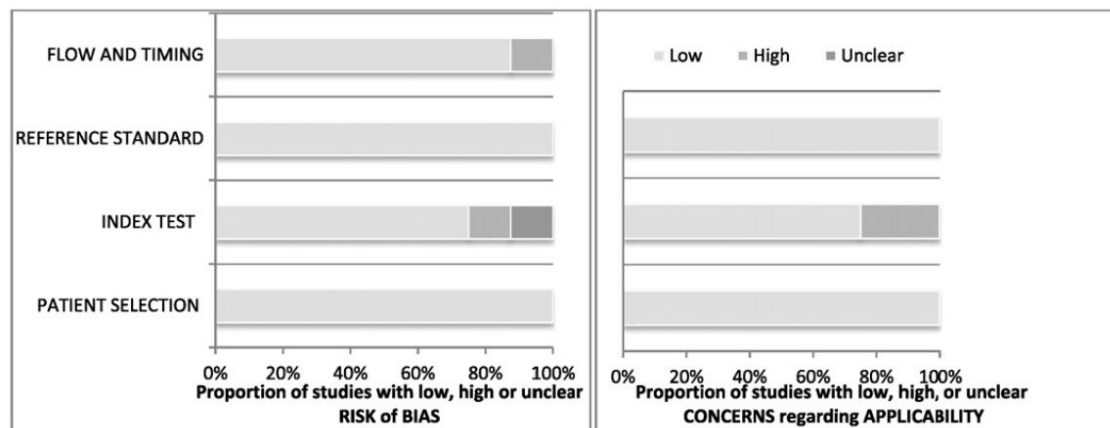 FLOW AND TIMING
REFERENCE STANDARD
INDEX TEST
PATIENT SELECTION
0% 20% 40% 60% 80% 100%
Proportion of studies with low, high, or unclear
RISK of BIAS
Low High Unclear
0% 20% 40% 60% 80% 100%
Proportion of studies with low, high, or unclear
CONCERNS regarding APPLICABILITY